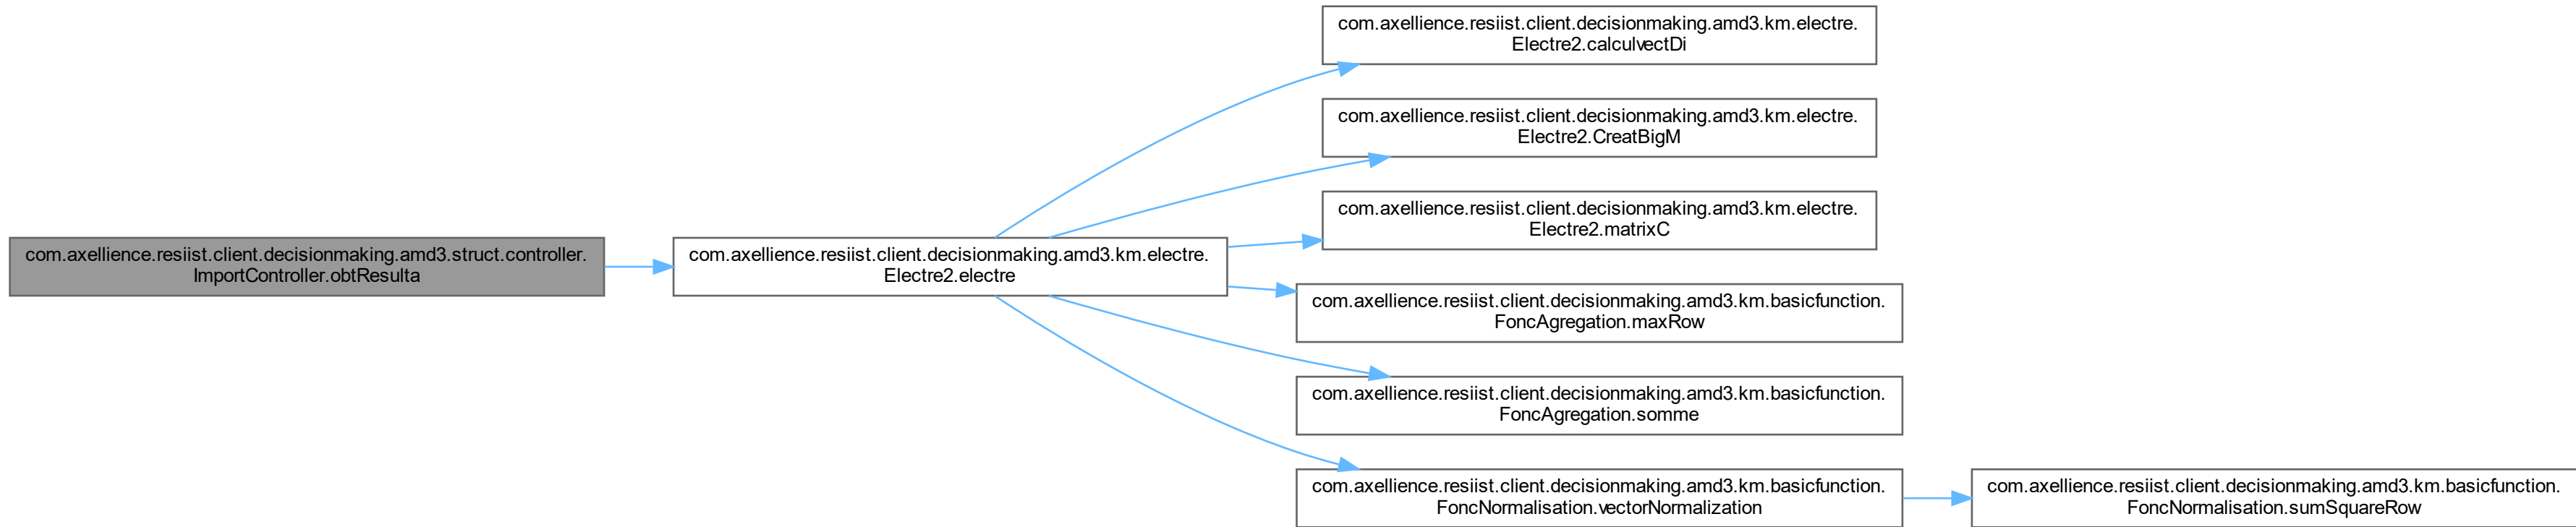 com.axellience.resiist.client.decisionmaking.amd3.struct.controller.
ImportController.obtResulta
com.axellience.resiist.client.decisionmaking.amd3.km.electre.
Electre2.electre
com.axellience.resiist.client.decisionmaking.amd3.km.electre.
Electre2.calculvectDi
com.axellience.resiist.client.decisionmaking.amd3.km.electre.
Electre2.CreatBigM
com.axellience.resiist.client.decisionmaking.amd3.km.electre.
Electre2.matrixC
com.axellience.resiist.client.decisionmaking.amd3.km.basicfunction.
FoncAgregation.maxRow
com.axellience.resiist.client.decisionmaking.amd3.km.basicfunction.
FoncAgregation.somme
com.axellience.resiist.client.decisionmaking.amd3.km.basicfunction.
FoncNormalisation.vectorNormalization
com.axellience.resiist.client.decisionmaking.amd3.km.basicfunction.
FoncNormalisation.sumSquareRow